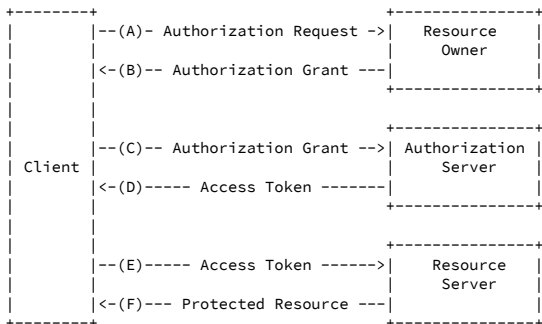 --(A)- Authorization Request ->
Resource
Owner
<-(B)-- Authorization Grant ---
--(C)-- Authorization Grant -->
Authorization
Server
Client
<-(D)----- Access Token -------
--(E)----- Access Token ------>
Resource
Server
<-(F)--- Protected Resource ---